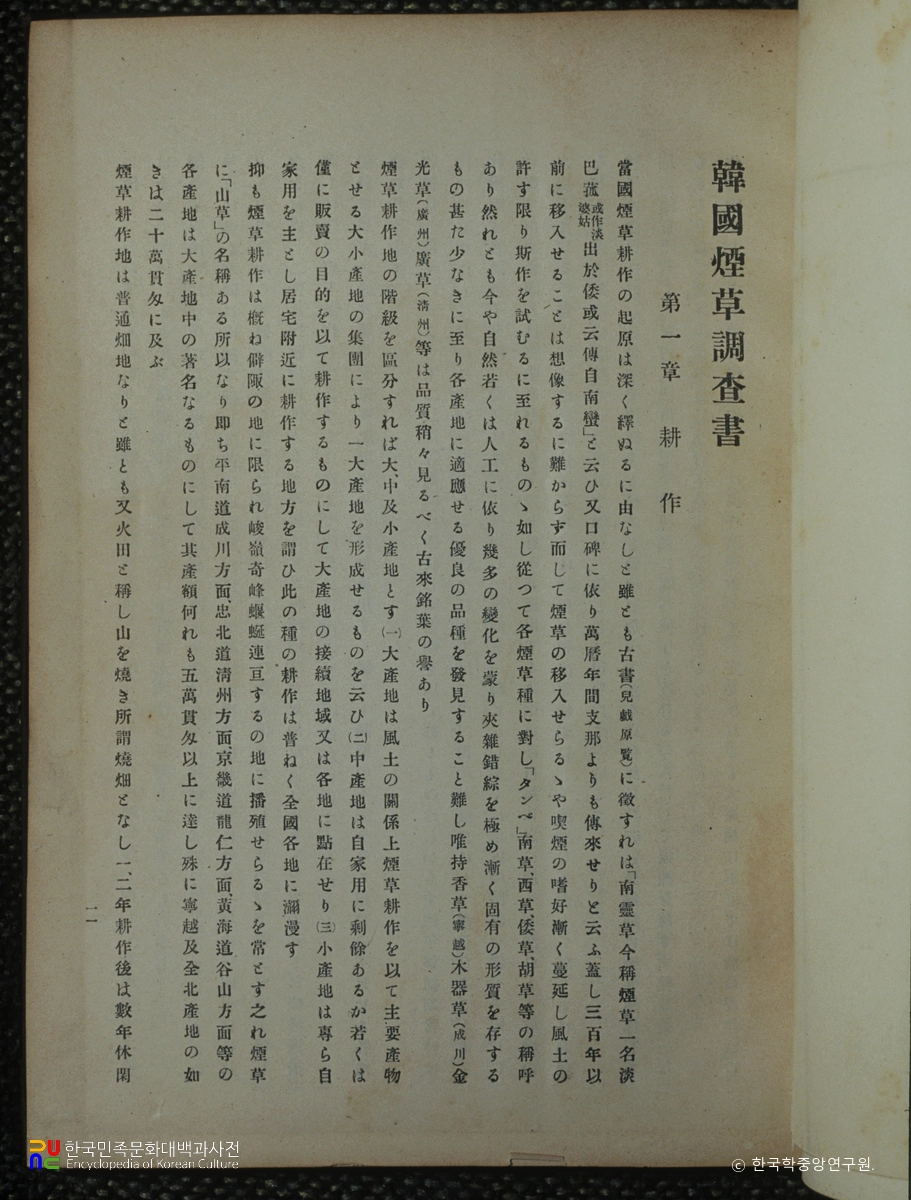 韓國煙草調査書
第一章 耕作
當國煙草耕作の起原は深く繹ぬるに由なしと雖とも古書(兒戲原覽)に徵すれは「南靈草今稱煙草一名淡
巴菰或作淡婆姑出於倭或云傳自南蠻」と云ひ又口碑に依り萬曆年間支那よりも傳來せりと云ふ蓋し三百年以
前に移入せることは想像するに難からず而して煙草の移入せらるゝや喫煙の嗜好漸く蔓延し風土の
許す限り斯作を試むるに至れるものゝ如し從つて各煙草種に對し「タンベ」南草、西草、倭草、胡草等の稱呼
あり然れとも今や自然若くは人工に依り幾多の變化を蒙り夾雜錯綜を極め漸く固有の形質を存する
もの甚た少なきに至り各產地に適應せる優良の品種を發見すること難し唯持香草(寧越)木器草(成川)金
光草(廣州)廣草(清州)等は品質稍々見るべく古來銘葉の譽あり
煙草耕作地の階級を區分すれば大、中及小產地とす(一)大產地は風土の關係上煙草耕作を以て主要產物
とせる大小產地の集團により一大產地を形成せるものを云ひ(二)中產地は自家用に剩餘あるか若くは
僅に販賣の目的を以て耕作するものにして大產地の接續地域又は各地に點在せり(三)小產地は專ら自
家用を主とし居宅附近に耕作する地方を謂ひ此の種の耕作は普ねく全國各地に瀰漫す
抑も煙草耕作は槪ね僻陬の地に限られ峻嶺奇峰蝘蜒連亘するの地に播殖せらるゝを常とす之れ煙草
に「山草」の名稱ある所以なり卽ち平南道成川方面、忠北道清州方面、京畿道龍仁方面、黃海道谷山方面等の
各產地は大產地中の著名なるものにして其產額何れも五萬貫匁以上に達し殊に寧越及全北產地の如
きは二十萬貫匁に及ぶ
煙草耕作地は普通畑地なりと雖とも又火田と稱し山を燒き所謂燒畑となし一、二年耕作後は數年休閑
一一
한국민족문화대백과사전
Encyclopedia of Korean Culture
© 한국학중앙연구원.